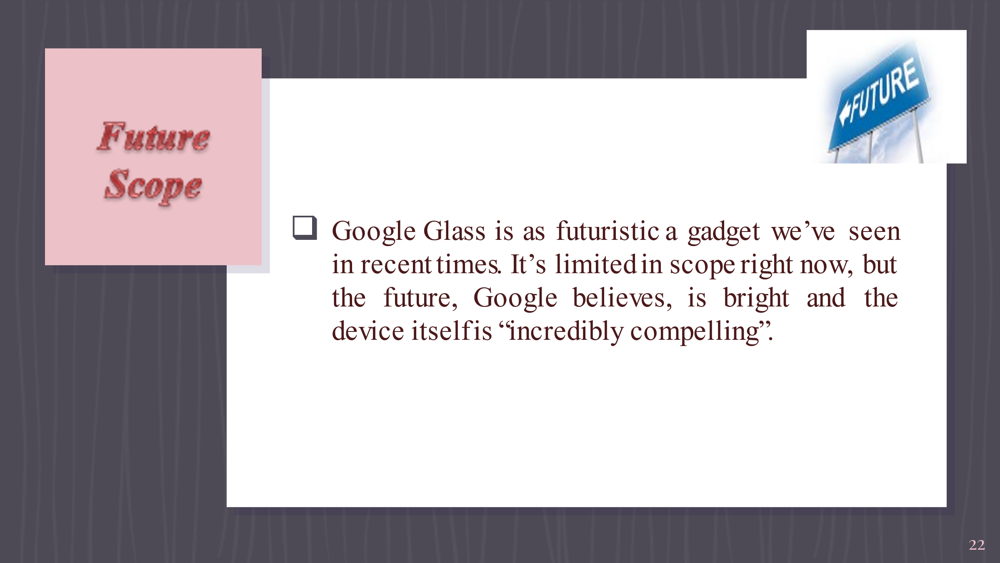 Future
Scope
FUTURE
Google Glass is as futuristic a gadget we’ve seen
in recent times. It’s limited in scope right now, but
the future, Google believes, is bright and the
device itself is “incredibly compelling”.
22